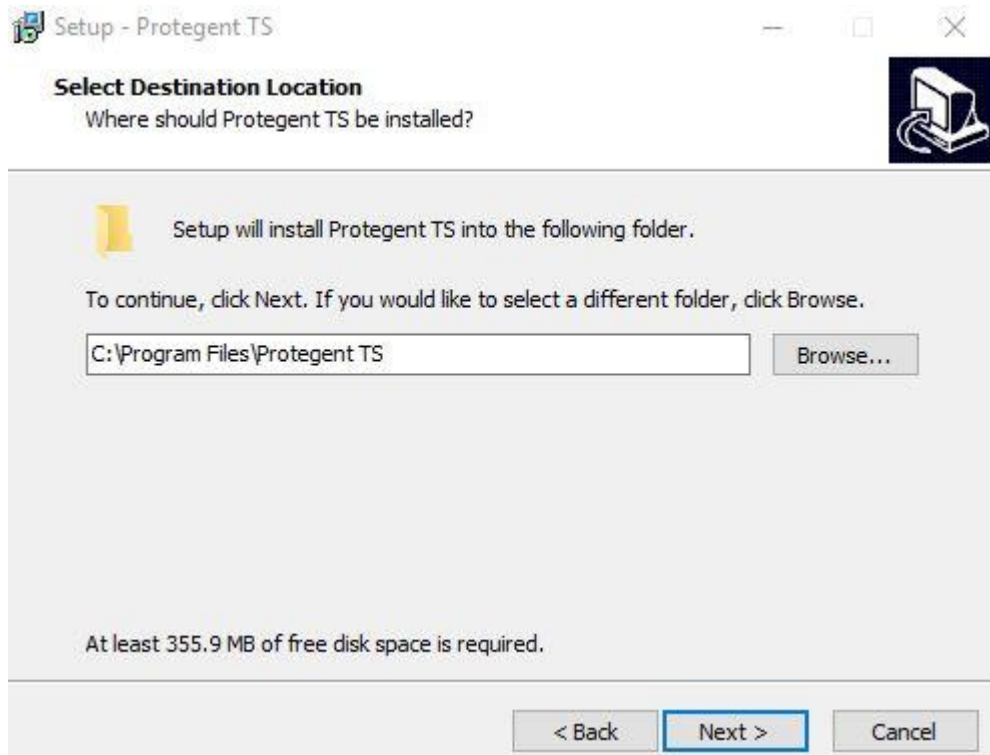 Setup - Protegent TS
Select Destination Location
Where should Protegent TS be installed?
Setup will install Protegent TS into the following folder.
To continue, click Next. If you would like to select a different folder, click Browse.
C:\Program Files\Protegent TS
Browse...
At least 355.9 MB of free disk space is required.
< Back
Next >
Cancel